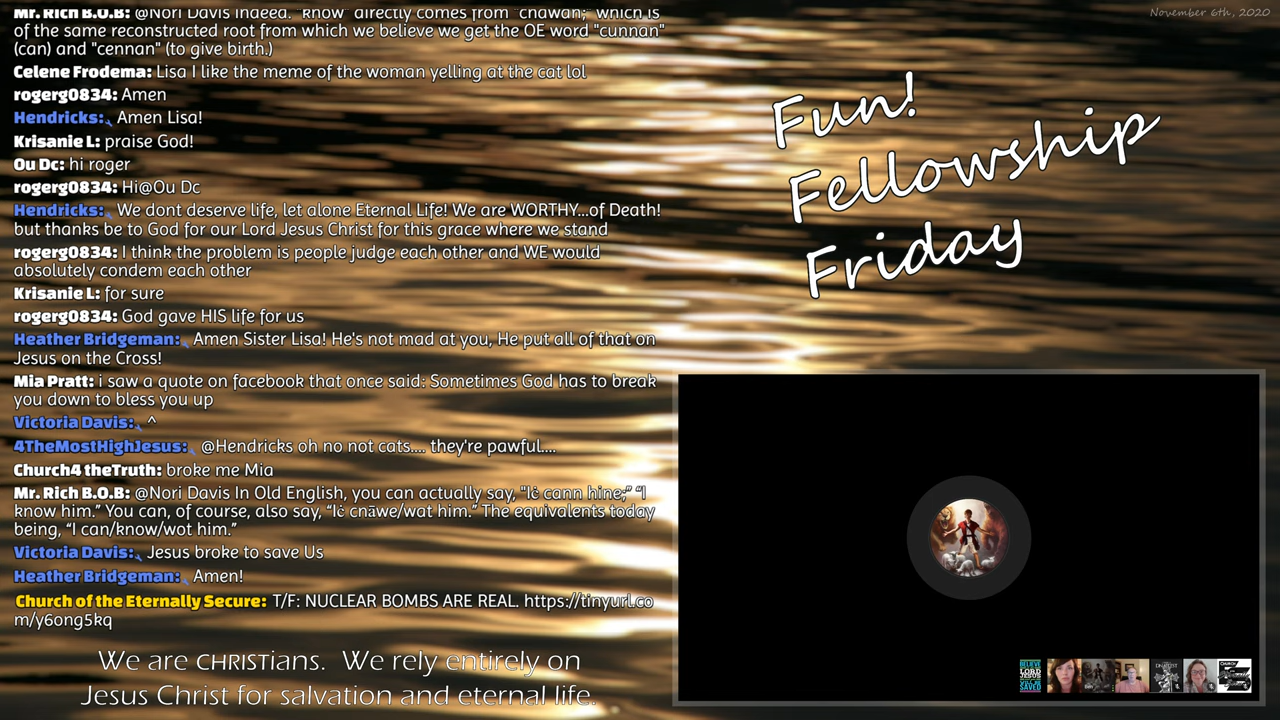 Mr. Rich B.O.B: @Nori Davis Indeed. "know" directly comes from "cnāwan;" which is
of the same reconstructed root from which we believe we get the OE word "cunnan"
(can) and "cennan" (to give birth.)
Celene Frodema: Lisa I like the meme of the woman yelling at the cat lol
rogerg0834: Amen
Hendricks: Amen Lisa!
Krisanie L: praise God!
Ou Dc: hi roger
rogerg0834: Hi@Ou Dc
Hendricks: We dont deserve life, let alone Eternal Life! We are WORTHY...of Death!
but thanks be to God for our Lord Jesus Christ for this grace where we stand
rogerg0834: I think the problem is people judge each other and WE would
absolutely condem each other
Krisanie L: for sure
rogerg0834: God gave HIS life for us
Heather Bridgeman: Amen Sister Lisa! He's not mad at you, He put all of that on
Jesus on the Cross!
Mia Pratt: i saw a quote on facebook that once said: Sometimes God has to break
you down to bless you up
Victoria Davis: ^
4TheMostHighJesus: @Hendricks oh no not cats.... they're pawful....
Church4 theTruth: broke me Mia
Mr. Rich B.O.B: @Nori Davis In Old English, you can actually say, "Iċ cann hine;" “I
know him.” You can, of course, also say, “Iċ cnāwe/wat him.” The equivalents today
being, “I can/know/wot him.”
Victoria Davis: Jesus broke to save Us
Heather Bridgeman: Amen!
Church of the Eternally Secure: T/F: NUCLEAR BOMBS ARE REAL. https://tinyurl.co
m/y6ong5kq
We are CHRISTians. We rely entirely on
Jesus Christ for salvation and eternal life.
November 6th, 2020
Fun!
Fellowship
Friday
BELIEVE
LORD
JESUS
SAVED